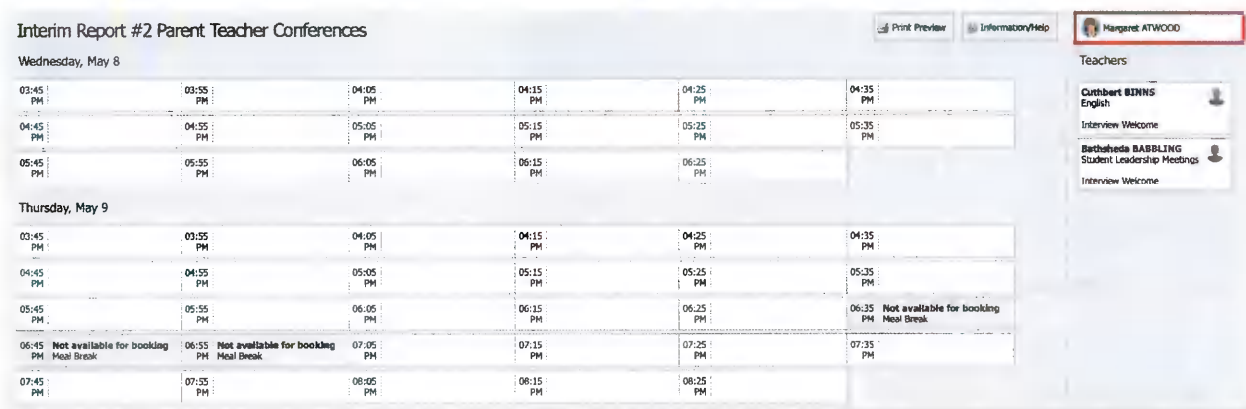 Interim Report #2 Parent Teacher Conferences
Print Preview
Information/Help
Margaret ATWOOD
Wednesday, May 8
Teachers
03:45 PM 03:55 PM 04:05 PM 04:15 PM 04:25 PM 04:35 PM
04:45 PM 04:55 PM 05:05 PM 05:15 PM 05:25 PM 05:35 PM
05:45 PM 05:55 PM 06:05 PM 06:15 PM 06:25 PM
Cuthbert BINNS
English
Interview Welcome
Bathsheda BABBLING
Student Leadership Meetings
Interview Welcome
Thursday, May 9
03:45 PM 03:55 PM 04:05 PM 04:15 PM 04:25 PM 04:35 PM
04:45 PM 04:55 PM 05:05 PM 05:15 PM 05:25 PM 05:35 PM
05:45 PM 05:55 PM 06:05 PM 06:15 PM 06:25 PM 06:35 PM Not available for booking Meal Break
06:45 PM Not available for booking Meal Break 06:55 PM Not available for booking Meal Break 07:05 PM 07:15 PM 07:25 PM 07:35 PM
07:45 PM 07:55 PM 08:05 PM 08:15 PM 08:25 PM